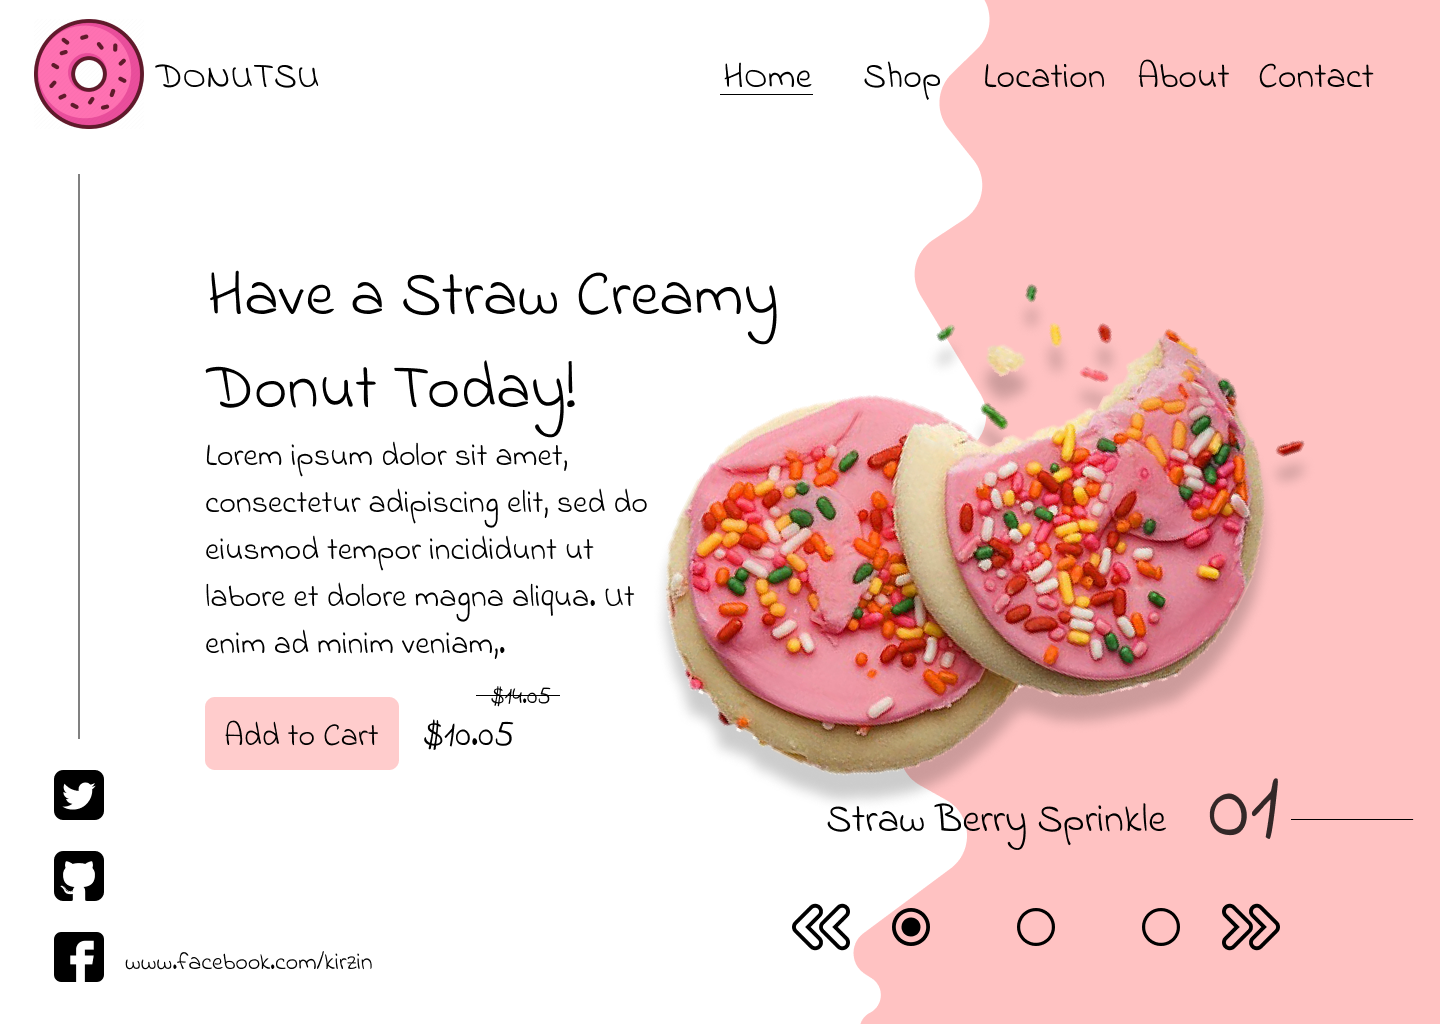 DONUTSU
HOme Shop Location About Contact
Have a Straw Creamy
Donut Today!
Lorem ipsum dolor sit amet,
consectetur adipiscing elit, sed do
eiusmod tempor incididunt ut
labore et dolore magna aliqua. Ut
enim ad minim veniam,.
$14.05
Add to Cart $10.05
Straw Berry Sprinkle 01
www.facebook.com/kirzin